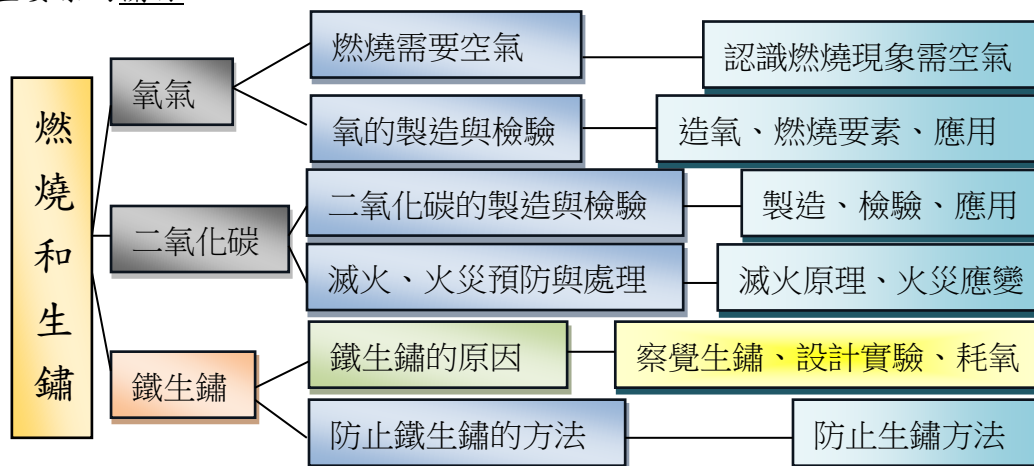 燃燒和生鏽
氧氣
燃燒需要空氣
認識燃燒現象需空氣
氧的製造與檢驗
造氧、燃燒要素、應用
二氧化碳
二氧化碳的製造與檢驗
製造、檢驗、應用
滅火、火災預防與處理
滅火原理、火災應變
鐵生鏽
鐵生鏽的原因
察覺生鏽、設計實驗、耗氧
防止鐵生鏽的方法
防止生鏽方法